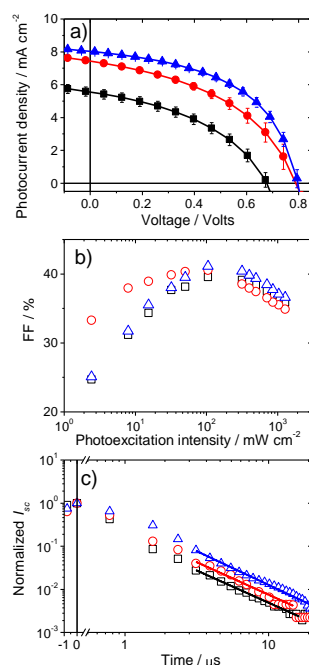 a)
Photocurrent density / mA cm-2
8
6
4
2
0
0.0 0.2 0.4 0.6 0.8
Voltage / Volts
b)
FF / %
40
30
20
10⁰ 10¹ 10² 10³
Photoexcitation intensity / mW cm-2
c)
Normalized Isc
10¹
10⁰
10⁻¹
10⁻²
10⁻³
-1 0 1 10
Time / µs